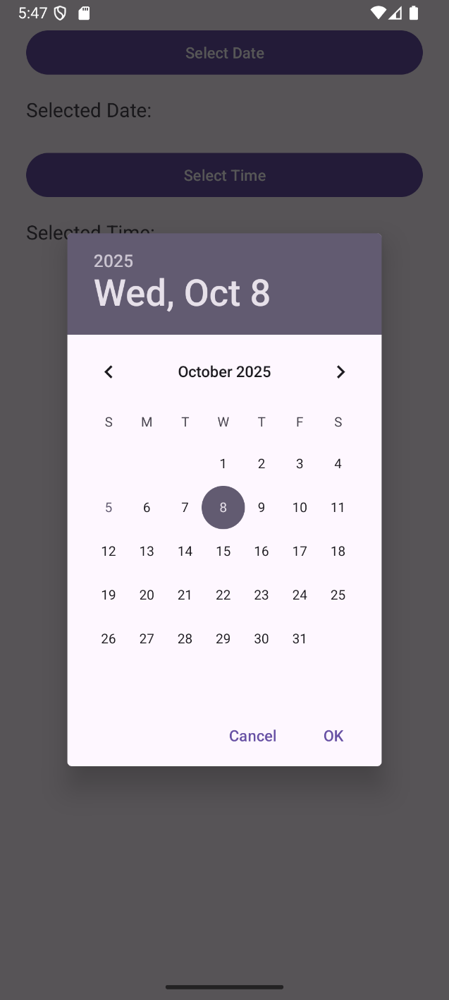 5:47
Select Date
Selected Date:
Select Time
Selected Time:
2025
Wed, Oct 8
October 2025
S M T W T F S
1 2 3 4
5 6 7 8 9 10 11
12 13 14 15 16 17 18
19 20 21 22 23 24 25
26 27 28 29 30 31
Cancel OK